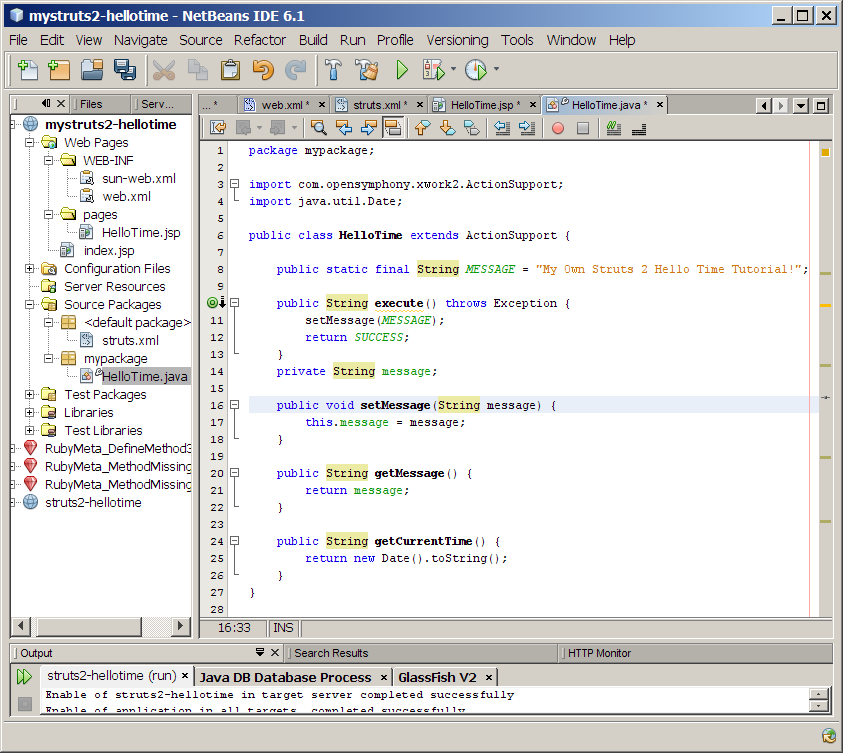 mystruts2-hellotime - NetBeans IDE 6.1
File Edit View Navigate Source Refactor Build Run Profile Versioning Tools Window Help
Files
Serv...
mystruts2-hellotime
Web Pages
WEB-INF
sun-web.xml
web.xml
pages
HelloTime.jsp
index.jsp
Configuration Files
Server Resources
Source Packages
<default package>
struts.xml
mypackage
HelloTime.java
Test Packages
Libraries
Test Libraries
RubyMeta_DefineMethod3
RubyMeta_MethodMissing
RubyMeta_MethodMissing
struts2-hellotime
...* web.xml * struts.xml * HelloTime.jsp * HelloTime.java *
1 package mypackage;
2
3 import com.opensymphony.xwork2.ActionSupport;
4 import java.util.Date;
5
6 public class HelloTime extends ActionSupport {
7
8 public static final String MESSAGE = "My Own Struts 2 Hello Time Tutorial!";
9
public String execute() throws Exception {
11 setMessage(MESSAGE);
12 return SUCCESS;
13 }
14 private String message;
15
16 public void setMessage(String message) {
17 this.message = message;
18 }
19
20 public String getMessage() {
21 return message;
22 }
23
24 public String getCurrentTime() {
25 return new Date().toString();
26 }
27 }
28
16:33 INS
Output
Search Results
HTTP Monitor
struts2-hellotime (run) Java DB Database Process GlassFish V2
Enable of struts2-hellotime in target server completed successfully
Enable of application in all targets completed successfully